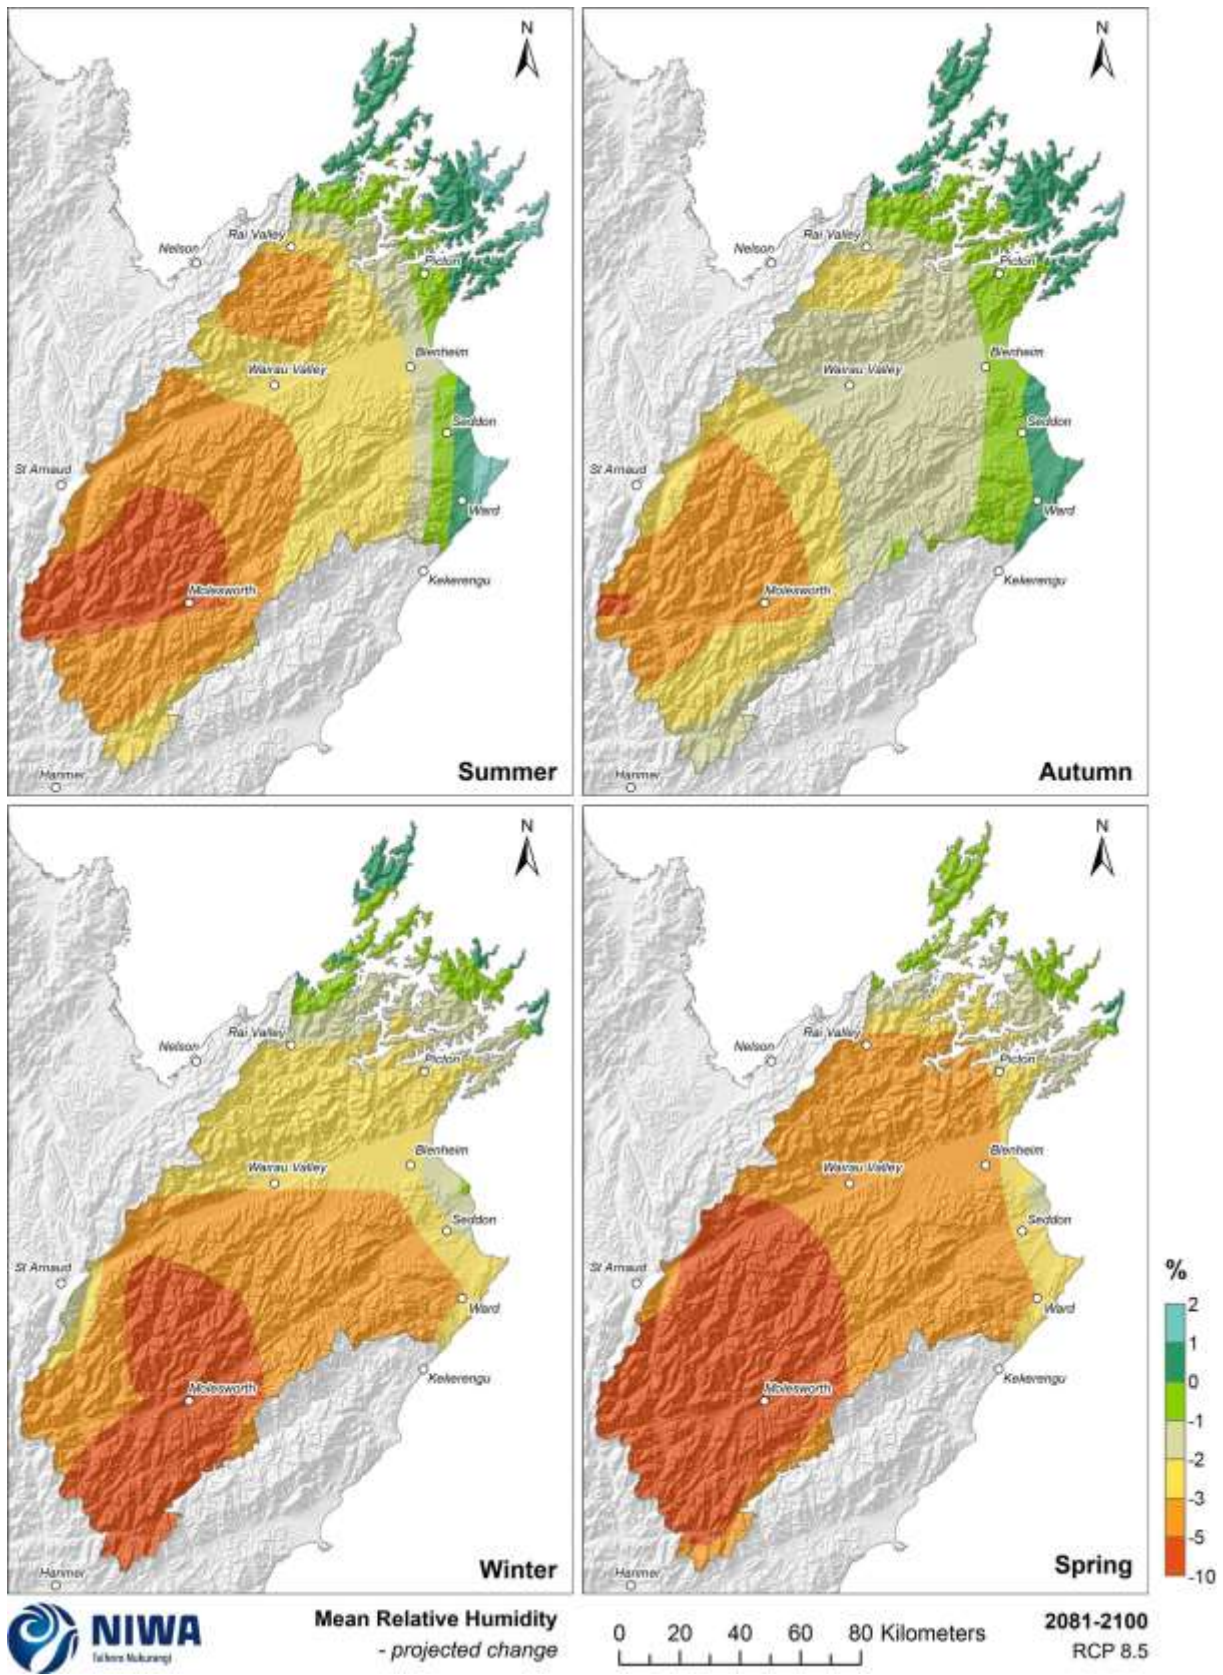 N
Nelson
Rai Valley
Picton
Blenheim
Wairau Valley
Seddon
St Arnaud
Ward
Molesworth
Kekerengu
Hanmer
Summer
N
Nelson
Rai Valley
Picton
Blenheim
Wairau Valley
Seddon
St Arnaud
Ward
Molesworth
Kekerengu
Hanmer
Autumn
N
Nelson
Rai Valley
Picton
Blenheim
Wairau Valley
Seddon
St Arnaud
Ward
Molesworth
Kekerengu
Hanmer
Winter
N
Nelson
Rai Valley
Picton
Blenheim
Wairau Valley
Seddon
St Arnaud
Ward
Molesworth
Kekerengu
Hanmer
Spring
%
2
1
0
-1
-2
-3
-5
-10
NIWA
Taihoro Nukurangi
Mean Relative Humidity
- projected change
0 20 40 60 80 Kilometers
2081-2100
RCP 8.5